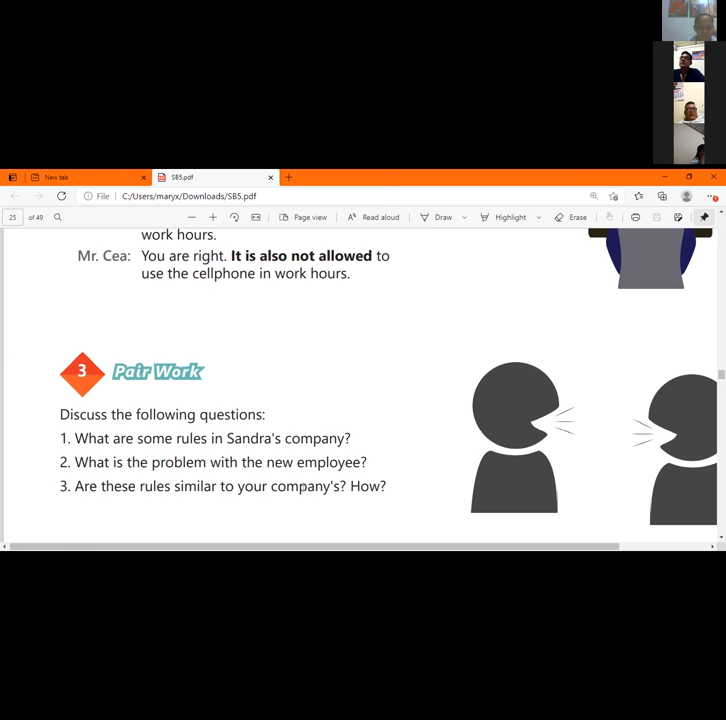 New tab
SB5.pdf
File C:/Users/maryx/Downloads/SB5.pdf
25 of 49 Page view Read aloud Draw Highlight Erase
work hours.
Mr. Cea: You are right. It is also not allowed to
use the cellphone in work hours.
3 Pair Work
Discuss the following questions:
1. What are some rules in Sandra's company?
2. What is the problem with the new employee?
3. Are these rules similar to your company's? How?